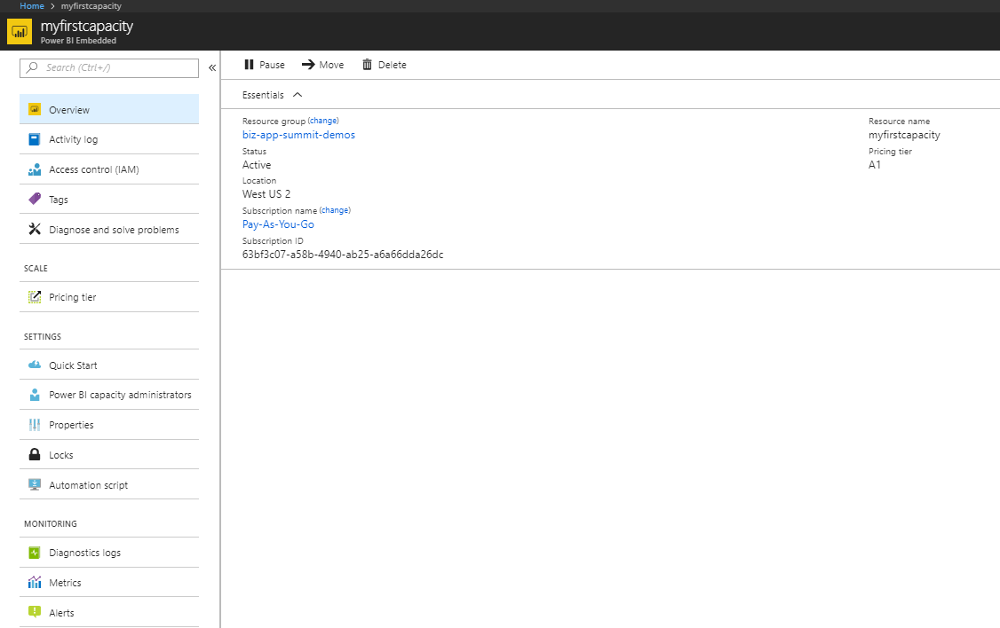 Home > myfirstcapacity
myfirstcapacity
Power BI Embedded
Search (Ctrl+/)
«
Overview
Activity log
Access control (IAM)
Tags
Diagnose and solve problems
SCALE
Pricing tier
SETTINGS
Quick Start
Power BI capacity administrators
Properties
Locks
Automation script
MONITORING
Diagnostics logs
Metrics
Alerts
Pause Move Delete
Essentials
Resource group (change)
biz-app-summit-demos
Status
Active
Location
West US 2
Subscription name (change)
Pay-As-You-Go
Subscription ID
63bf3c07-a58b-4940-ab25-a6a66dda26dc
Resource name
myfirstcapacity
Pricing tier
A1